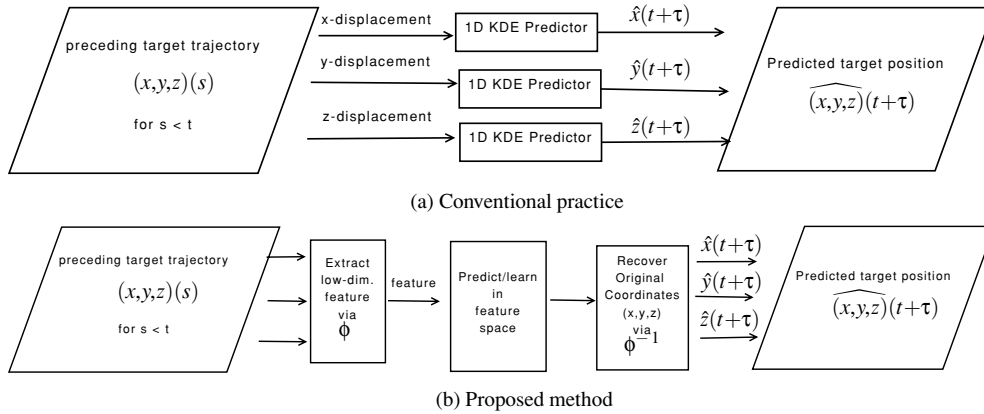 preceding target trajectory
(x,y,z)(s)
for s < t
x-displacement
1D KDE Predictor
x̂(t+τ)
y-displacement
1D KDE Predictor
ŷ(t+τ)
z-displacement
1D KDE Predictor
ẑ(t+τ)
Predicted target position
\widehat{(x,y,z)}(t+τ)
(a) Conventional practice
preceding target trajectory
(x,y,z)(s)
for s < t
Extract
low-dim.
feature
via
ϕ
feature
Predict/learn
in
feature
space
Recover
Original
Coordinates
(x,y,z)
via
ϕ⁻¹
x̂(t+τ)
ŷ(t+τ)
ẑ(t+τ)
Predicted target position
\widehat{(x,y,z)}(t+τ)
(b) Proposed method